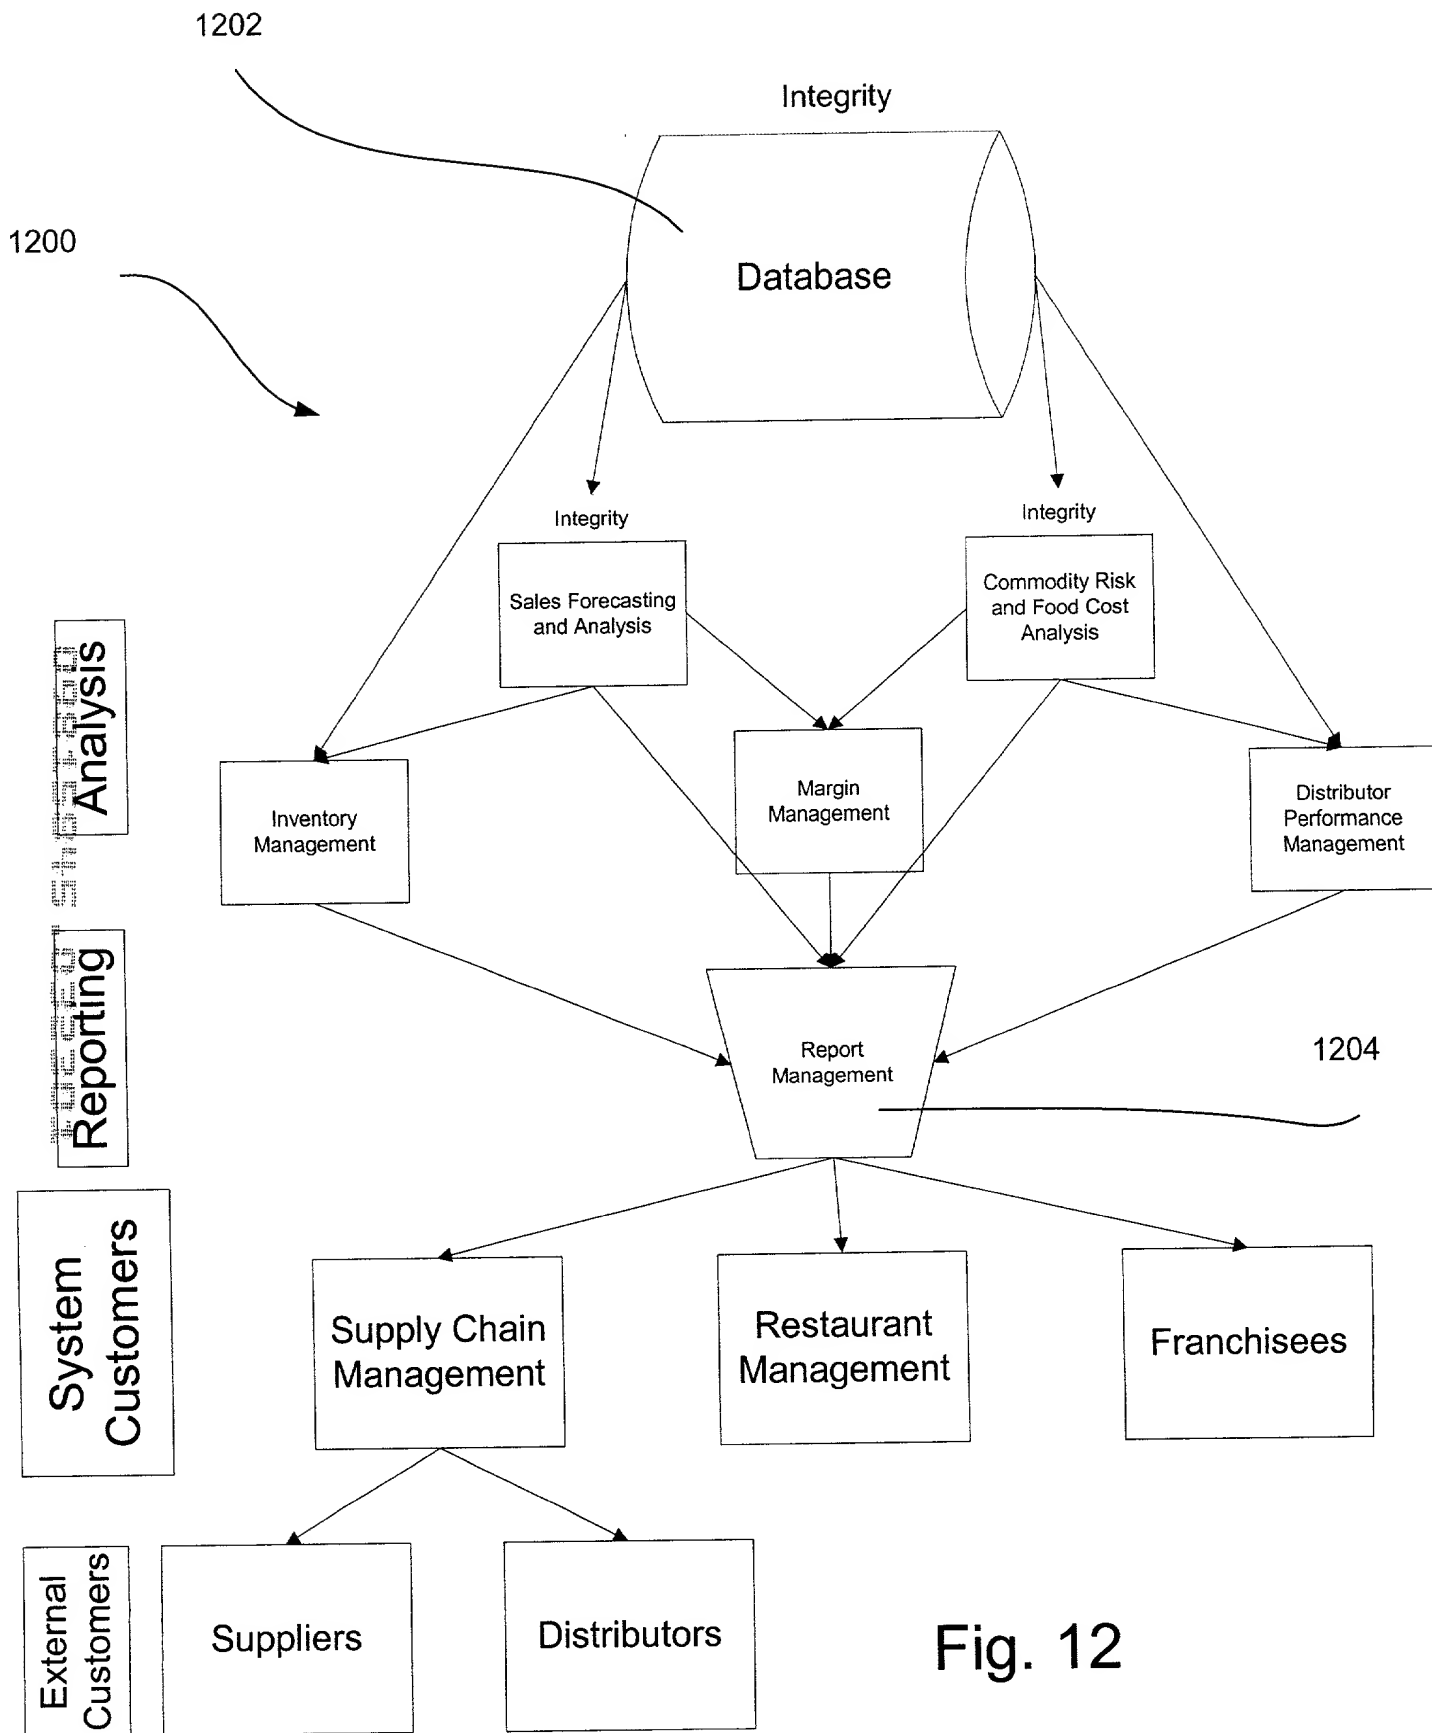 1202
Integrity
1200
Database
Integrity
Integrity
Sales Forecasting
and Analysis
Commodity Risk
and Food Cost
Analysis
Analysis
Inventory
Management
Margin
Management
Distributor
Performance
Management
Reporting
Report
Management
1204
System
Customers
Supply Chain
Management
Restaurant
Management
Franchisees
External
Customers
Suppliers
Distributors
Fig. 12